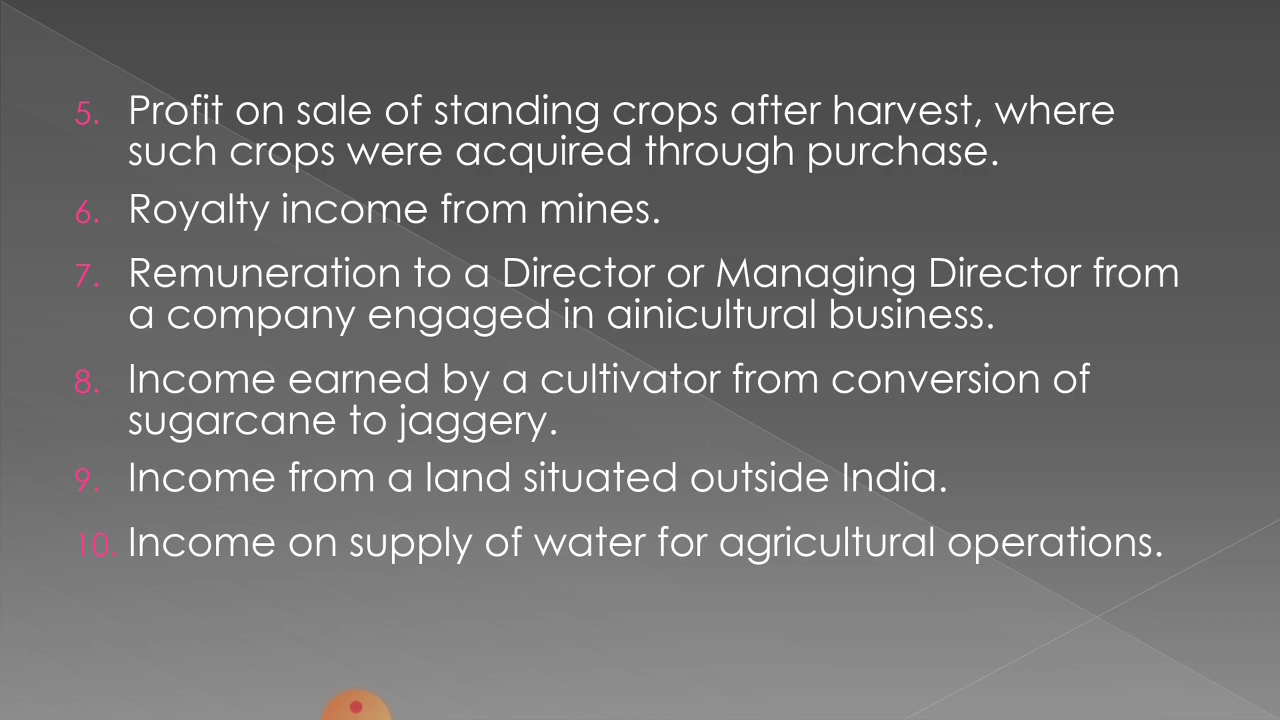 5. Profit on sale of standing crops after harvest, where
such crops were acquired through purchase.
6. Royalty income from mines.
7. Remuneration to a Director or Managing Director from
a company engaged in ainicultural business.
8. Income earned by a cultivator from conversion of
sugarcane to jaggery.
9. Income from a land situated outside India.
10. Income on supply of water for agricultural operations.